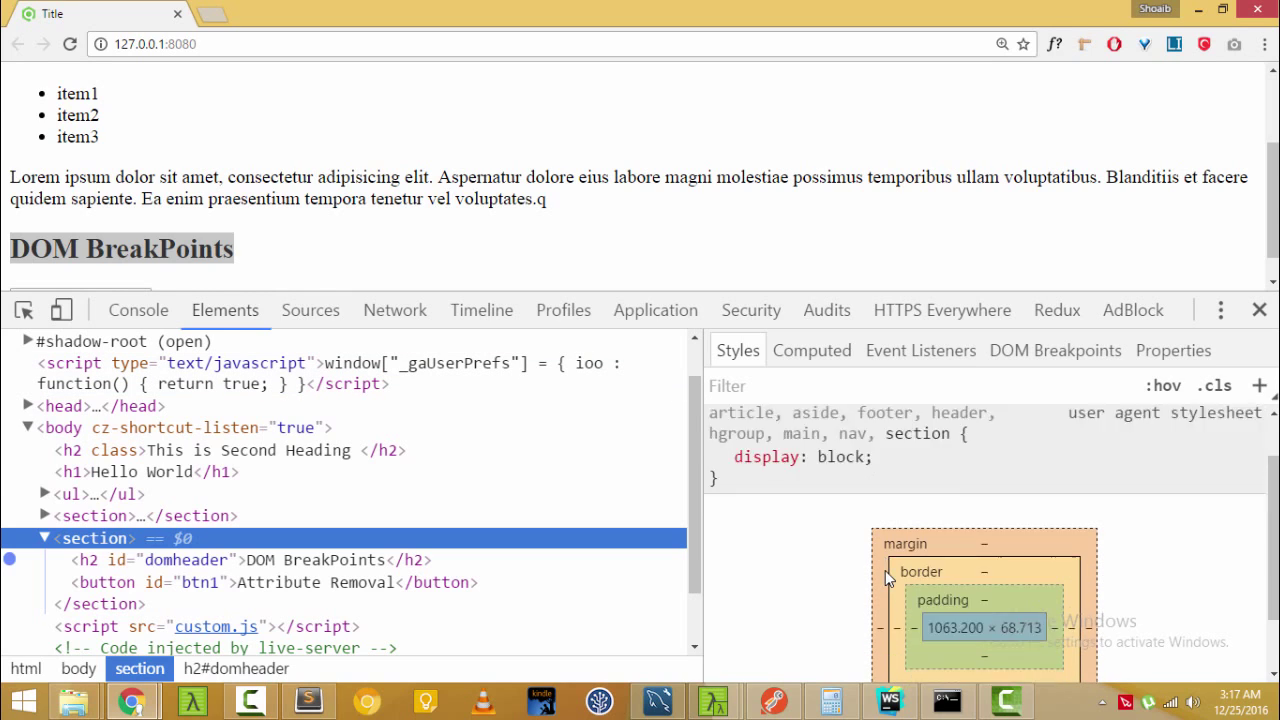 Title
Shoaib
127.0.0.1:8080
f?
LI
item1
item2
item3
Lorem ipsum dolor sit amet, consectetur adipisicing elit. Aspernatur dolore eius labore magni molestiae possimus temporibus ullam voluptatibus. Blanditiis et facere
quidem sapiente. Ea enim praesentium tempora tenetur vel voluptates.q
DOM BreakPoints
Console Elements Sources Network Timeline Profiles Application Security Audits HTTPS Everywhere Redux AdBlock
#shadow-root (open)
<script type="text/javascript">window["_gaUserPrefs"] = { ioo :
function() { return true; } }</script>
<head>…</head>
<body cz-shortcut-listen="true">
<h2 class>This is Second Heading </h2>
<h1>Hello World</h1>
<ul>…</ul>
<section>…</section>
<section> == $0
<h2 id="domheader">DOM BreakPoints</h2>
<button id="btn1">Attribute Removal</button>
</section>
<script src="custom.js"></script>
<!-- Code injected by live-server -->
html body section h2#domheader
Styles Computed Event Listeners DOM Breakpoints Properties
Filter :hov .cls +
article, aside, footer, header, user agent stylesheet
hgroup, main, nav, section {
display: block;
}
margin –
border –
padding –
– – – 1063.200 × 68.713 – – –
–
Windows
settings to activate Windows.
kindle
WS
3:17 AM
12/25/2016